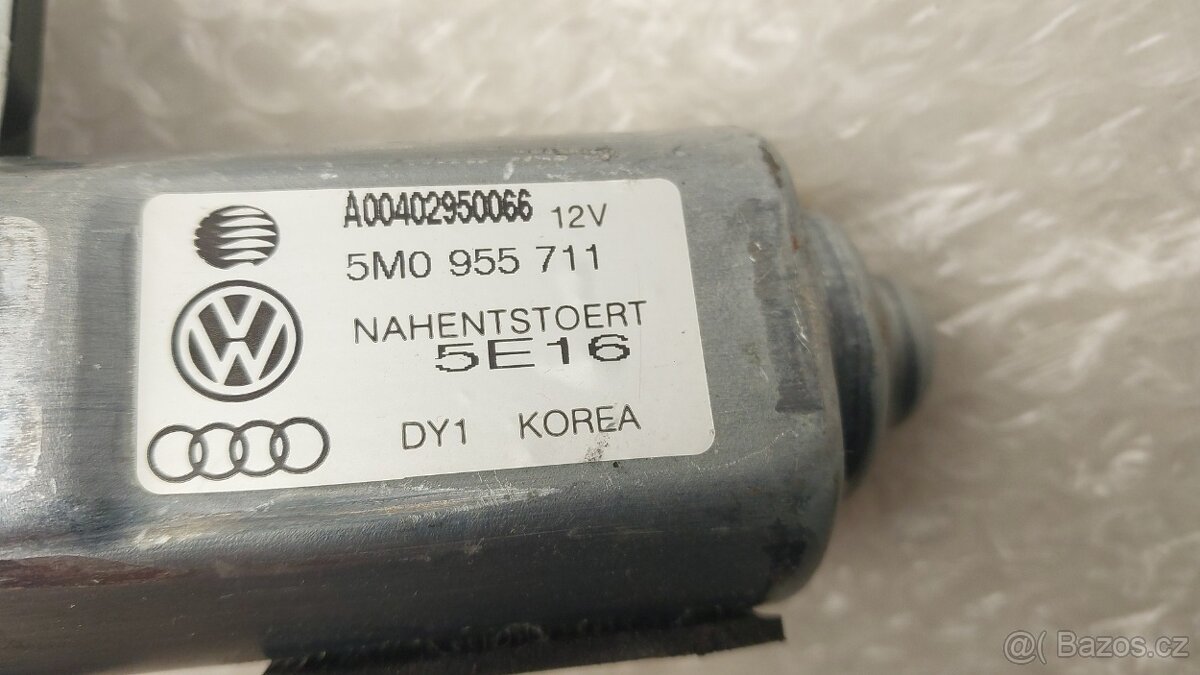 A00402950066 12V
5M0 955 711
NAHENTSTOERT
5E16
DY1 KOREA
@( Bazos.cz